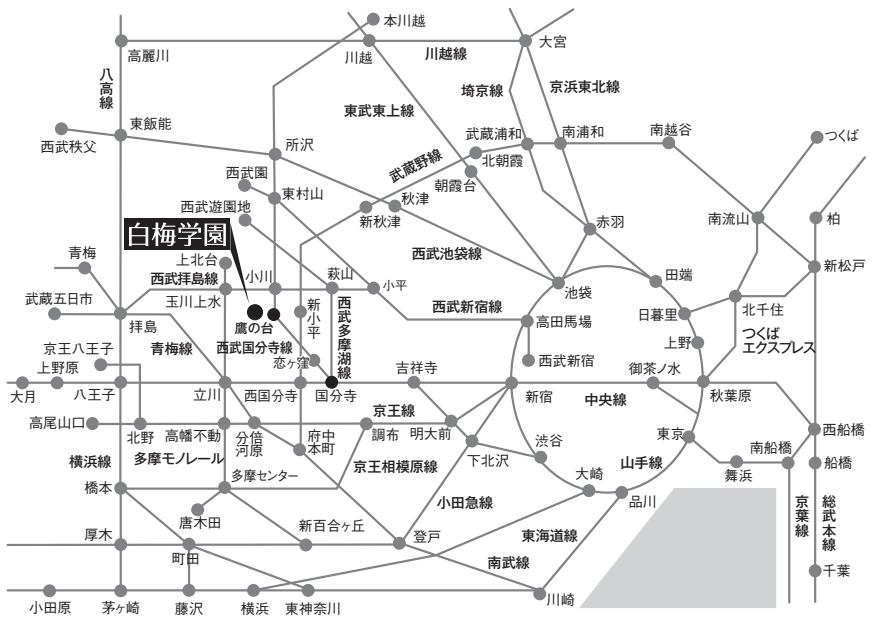 本川越
高麗川
川越
川越線
大宮
八高線
埼京線
京浜東北線
東武東上線
東飯能
西武秩父
所沢
武蔵浦和
南浦和
南越谷
つくば
北朝霞
武蔵野線
朝霞台
西武園
東村山
秋津
新秋津
西武遊園地
赤羽
南流山
柏
白梅学園
西武池袋線
青梅
上北台
西武拝島線
小川
萩山
小平
池袋
田端
新松戸
武蔵五日市
玉川上水
新小平
西武多摩湖線
西武新宿線
高田馬場
日暮里
北千住
拝島
鷹の台
青梅線
西武国分寺線
恋ヶ窪
上野
つくば
エクスプレス
京王八王子
上野原
吉祥寺
西武新宿
御茶ノ水
大月
八王子
立川
西国分寺
国分寺
新宿
中央線
秋葉原
高尾山口
北野
高幡不動
分倍
河原
府中
本町
京王線
調布
明大前
下北沢
渋谷
東京
西船橋
横浜線
多摩モノレール
京王相模原線
山手線
南船橋
舞浜
船橋
橋本
多摩センター
大崎
品川
唐木田
小田急線
京葉線
総武本線
厚木
町田
新百合ヶ丘
登戸
東海道線
南武線
千葉
小田原
茅ヶ崎
藤沢
横浜
東神奈川
川崎